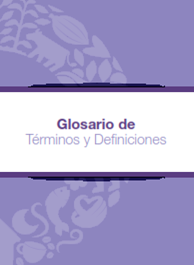 Glosario de
Términos y Definiciones